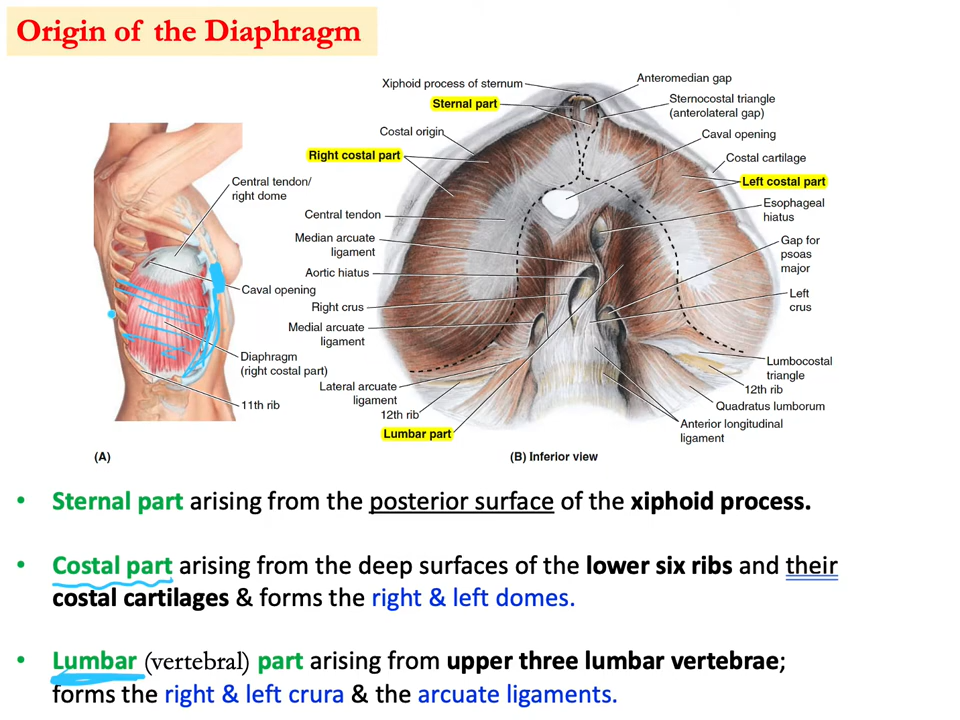 Origin of the Diaphragm
Central tendon/
right dome
Caval opening
Diaphragm
(right costal part)
11th rib
(A)
Xiphoid process of sternum
Sternal part
Costal origin
Right costal part
Central tendon
Median arcuate
ligament
Aortic hiatus
Right crus
Medial arcuate
ligament
Lateral arcuate
ligament
12th rib
Lumbar part
Anteromedian gap
Sternocostal triangle
(anterolateral gap)
Caval opening
Costal cartilage
Left costal part
Esophageal
hiatus
Gap for
psoas
major
Left
crus
Lumbocostal
triangle
12th rib
Quadratus lumborum
Anterior longitudinal
ligament
(B) Inferior view
• Sternal part arising from the posterior surface of the xiphoid process.
• Costal part arising from the deep surfaces of the lower six ribs and their
costal cartilages & forms the right & left domes.
• Lumbar (vertebral) part arising from upper three lumbar vertebrae;
forms the right & left crura & the arcuate ligaments.